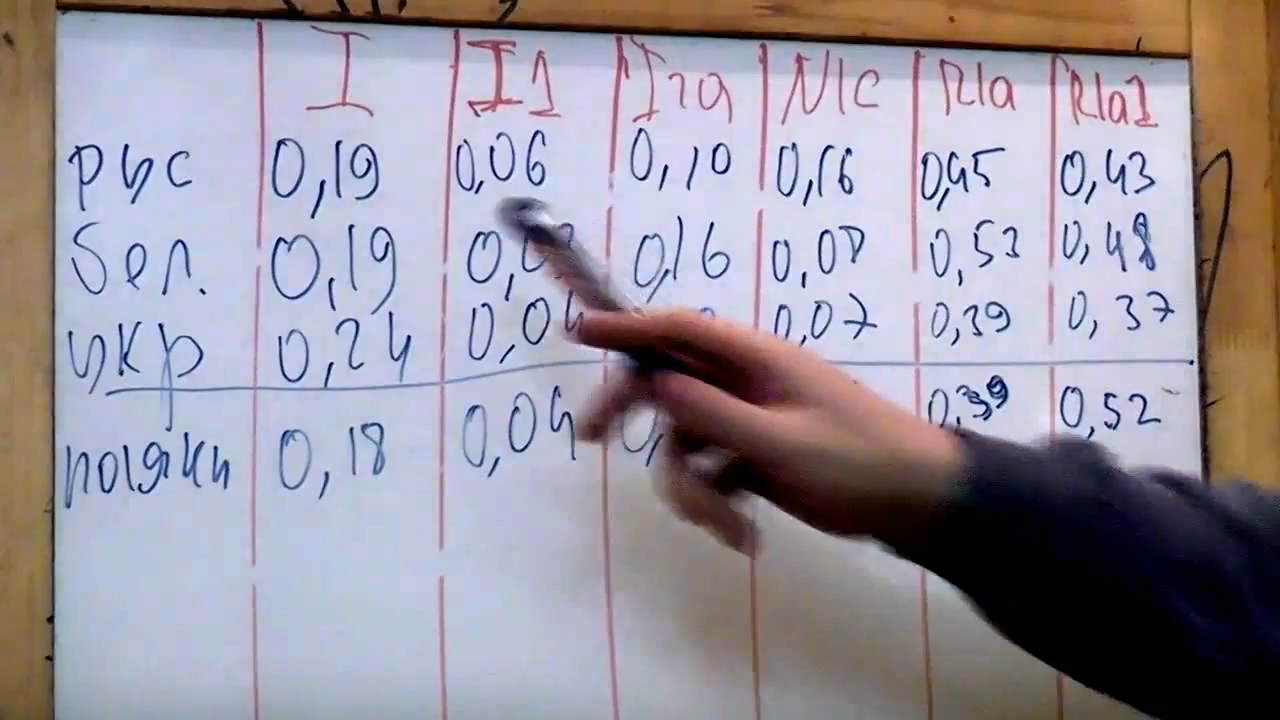 I I1 I2a N1c R1a R1a1
рус 0,19 0,06 0,10 0,16 0,45 0,43
бел. 0,19 0,16 0,53 0,48
укр 0,24 0,04 0,07 0,39 0,37
поляки 0,18 0,04 0,39 0,52